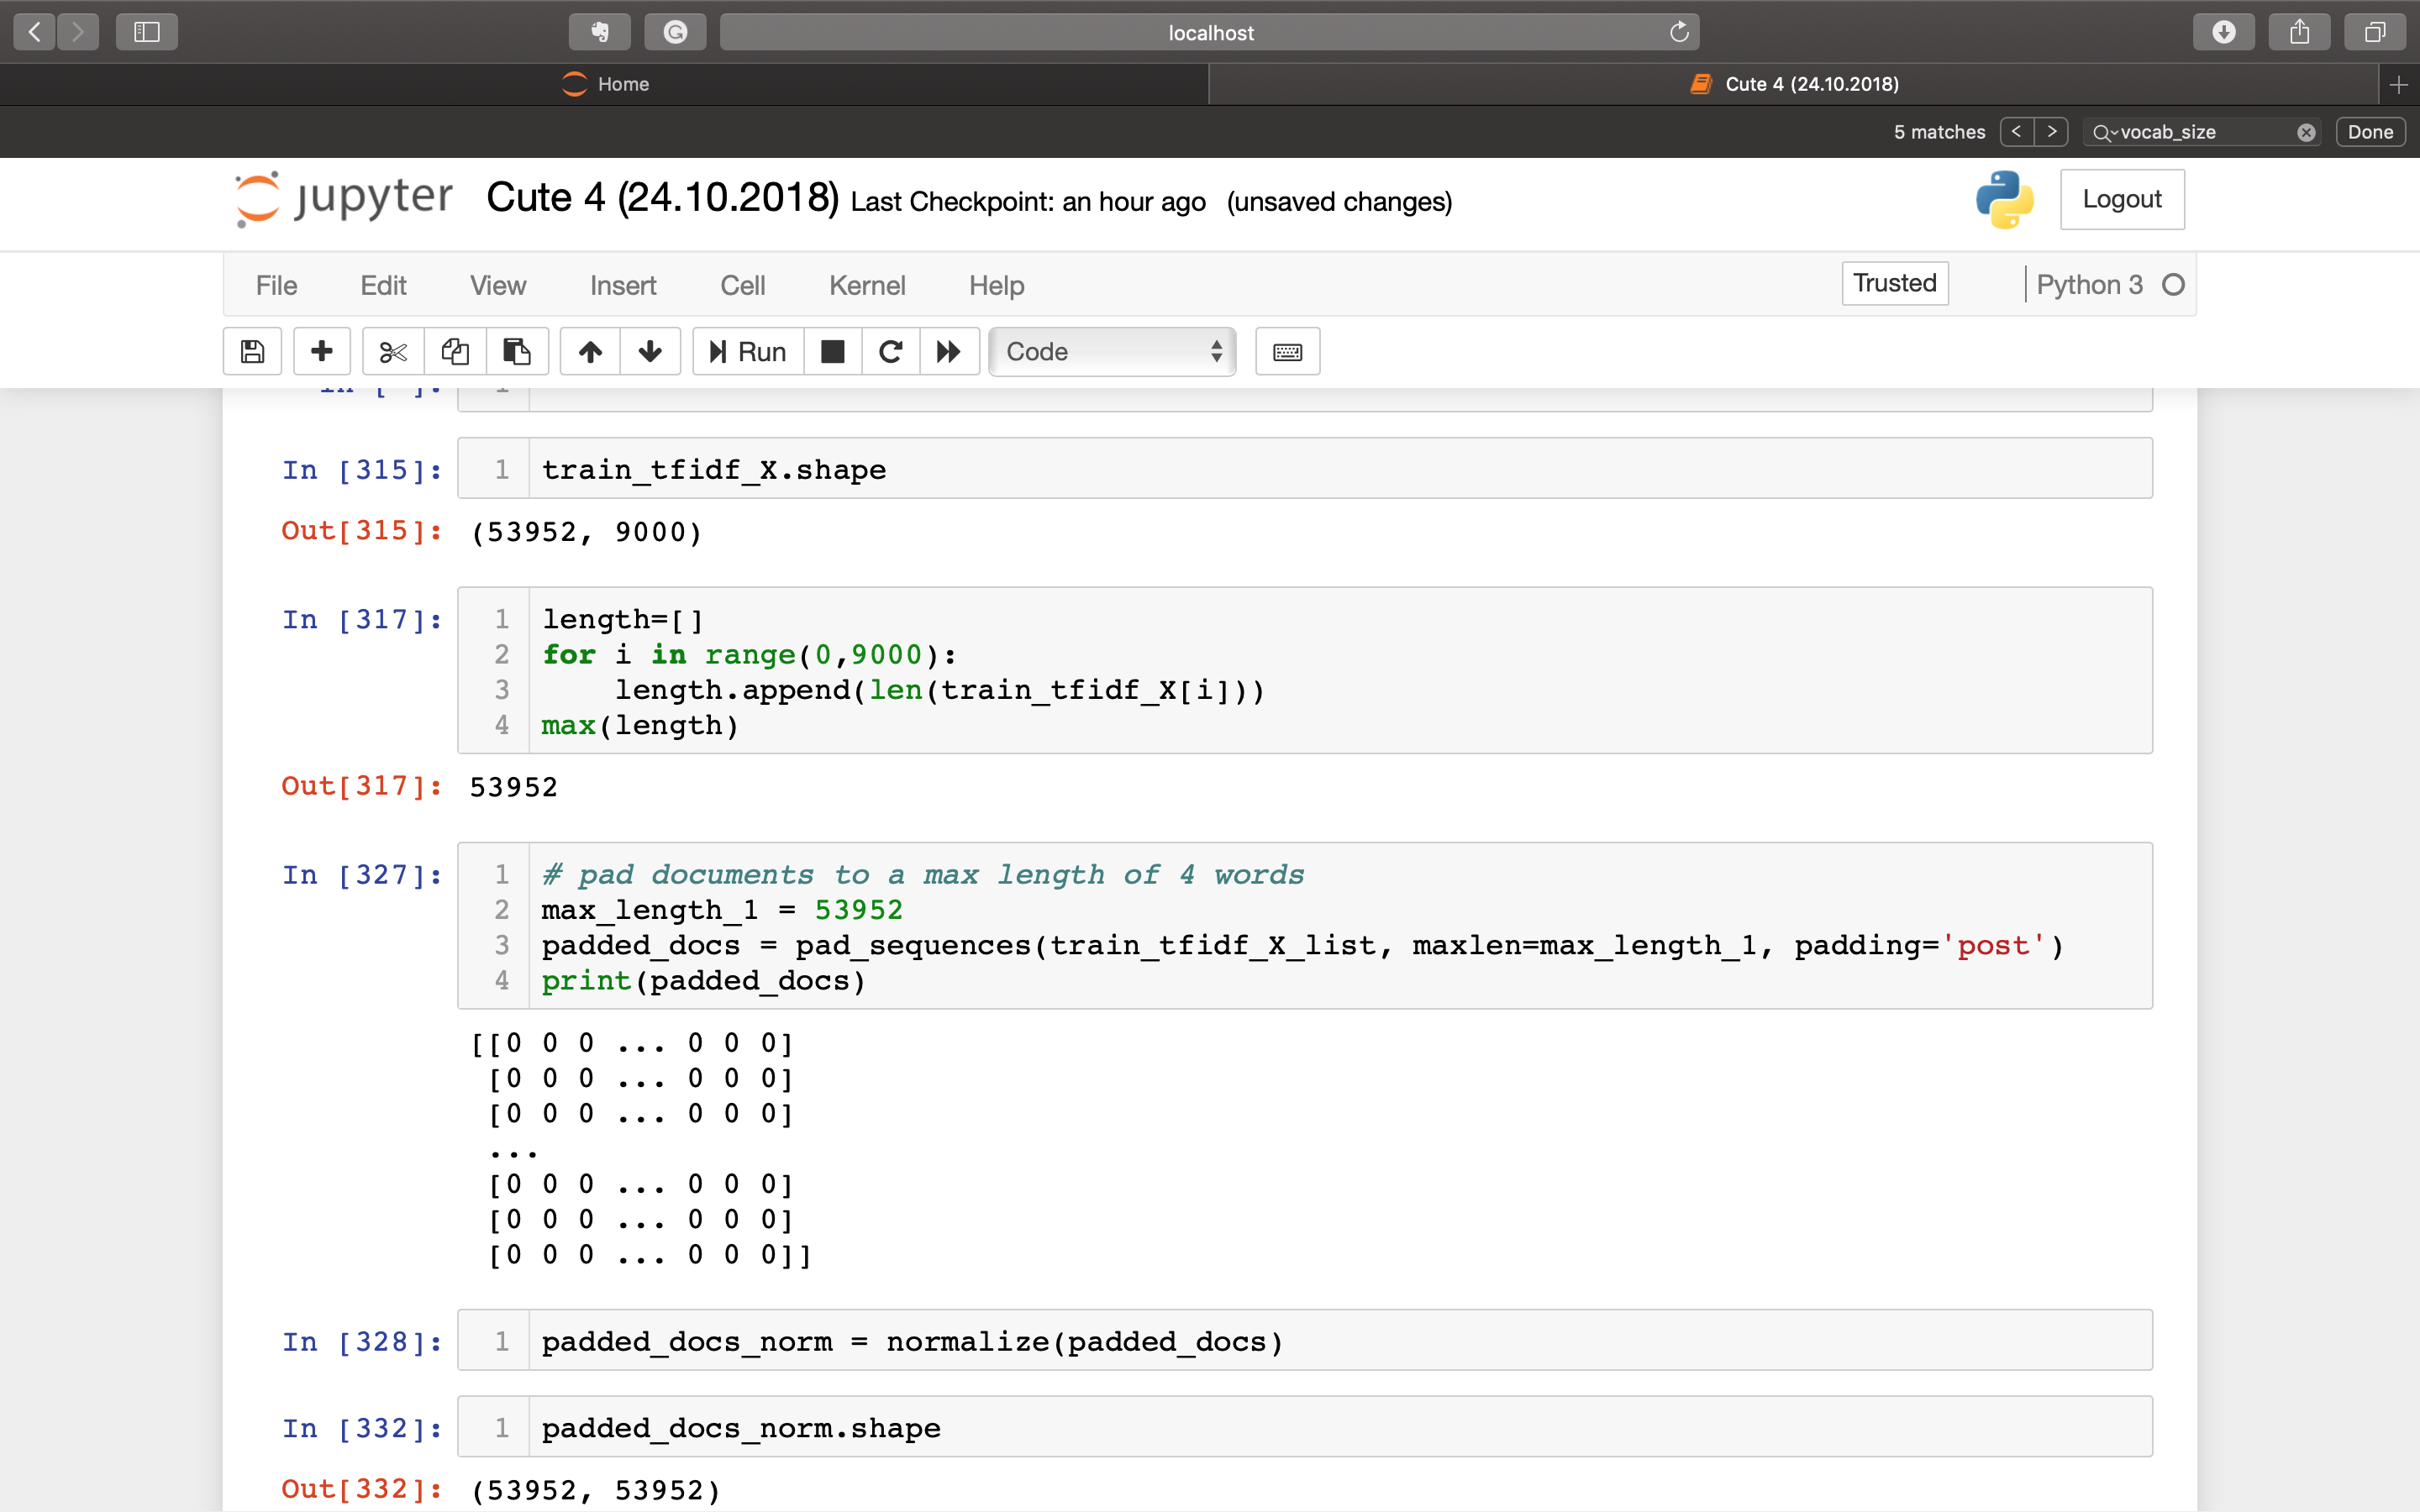 localhost
Home
Cute 4 (24.10.2018)
5 matches < > vocab_size Done
jupyter Cute 4 (24.10.2018) Last Checkpoint: an hour ago (unsaved changes) Logout
File Edit View Insert Cell Kernel Help Trusted Python 3
Run Code
In [ ]: 1
In [315]: 1 train_tfidf_X.shape
Out[315]: (53952, 9000)
In [317]: 1 length=[]
2 for i in range(0,9000):
3 length.append(len(train_tfidf_X[i]))
4 max(length)
Out[317]: 53952
In [327]: 1 # pad documents to a max length of 4 words
2 max_length_1 = 53952
3 padded_docs = pad_sequences(train_tfidf_X_list, maxlen=max_length_1, padding='post')
4 print(padded_docs)
[[0 0 0 ... 0 0 0]
[0 0 0 ... 0 0 0]
[0 0 0 ... 0 0 0]
...
[0 0 0 ... 0 0 0]
[0 0 0 ... 0 0 0]
[0 0 0 ... 0 0 0]]
In [328]: 1 padded_docs_norm = normalize(padded_docs)
In [332]: 1 padded_docs_norm.shape
Out[332]: (53952, 53952)